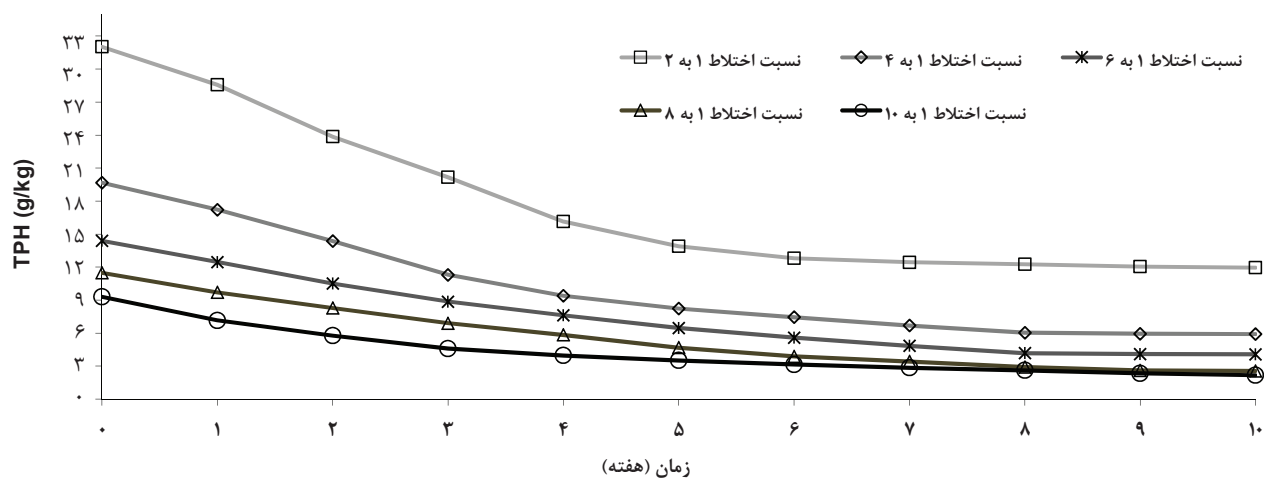 نسبت اختلاط ۱ به ۲
نسبت اختلاط ۱ به ۴
نسبت اختلاط ۱ به ۶
نسبت اختلاط ۱ به ۸
نسبت اختلاط ۱ به ۱۰
TPH (g/kg)
۳۳
۳۰
۲۷
۲۴
۲۱
۱۸
۱۵
۱۲
۹
۶
۳
۰
۰ ۱ ۲ ۳ ۴ ۵ ۶ ۷ ۸ ۹ ۱۰
زمان (هفته)